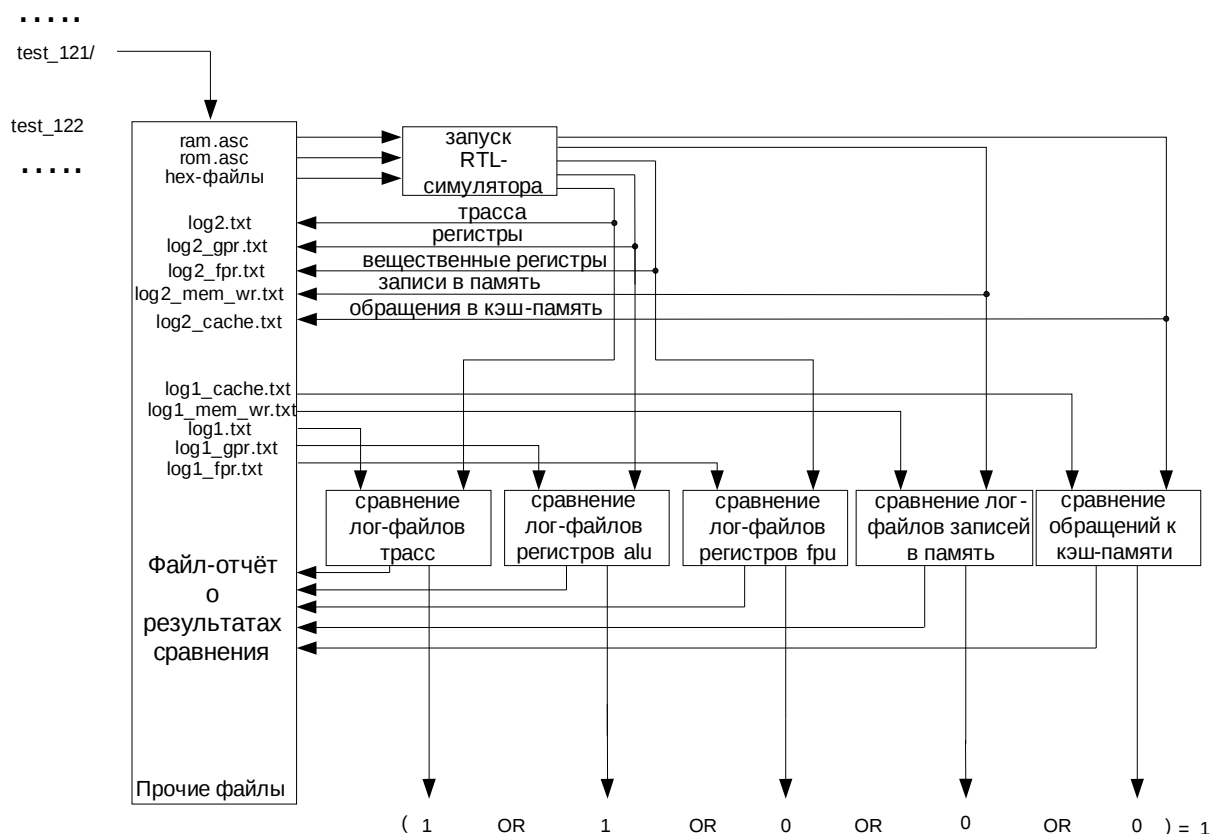 .....
test_121/
test_122
.....
ram.asc
rom.asc
hex-файлы
запуск
RTL-
симулятора
log2.txt
трасса
log2_gpr.txt
регистры
log2_fpr.txt
вещественные регистры
log2_mem_wr.txt
записи в память
log2_cache.txt
обращения в кэш-память
log1_cache.txt
log1_mem_wr.txt
log1.txt
log1_gpr.txt
log1_fpr.txt
сравнение
лог-файлов
трасс
сравнение
лог-файлов
регистров alu
сравнение
лог-файлов
регистров fpu
сравнение лог-
файлов записей
в память
сравнение
обращений к
кэш-памяти
Файл-отчёт
о
результатах
сравнения
Прочие файлы
( 1 OR 1 OR 0 OR 0 OR 0 ) = 1